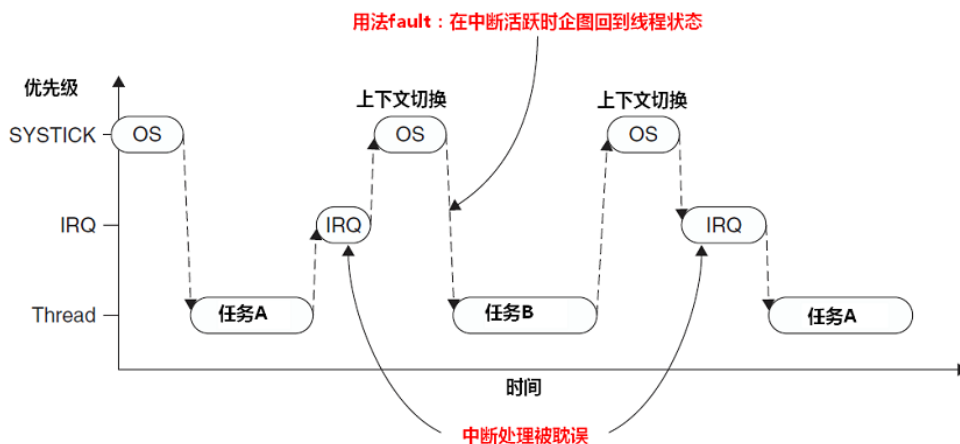 用法fault：在中断活跃时企图回到线程状态
优先级
上下文切换
上下文切换
SYSTICK
OS
OS
OS
IRQ
IRQ
IRQ
Thread
任务A
任务B
任务A
时间
中断处理被耽误